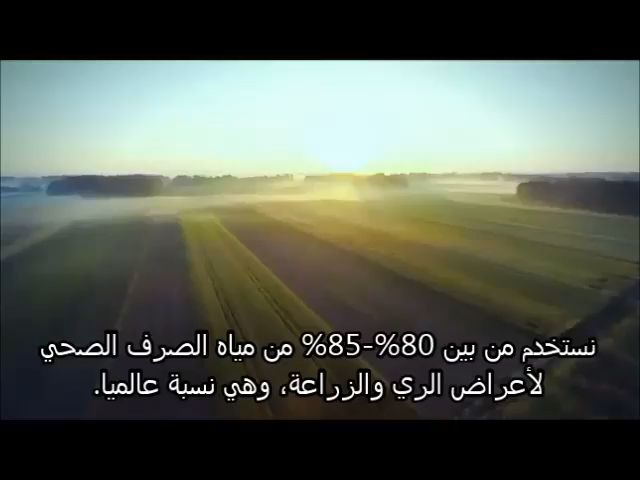 نستخدم من بين 80%-85% من مياه الصرف الصحي
لأعراض الري والزراعة، وهي نسبة عالميا.